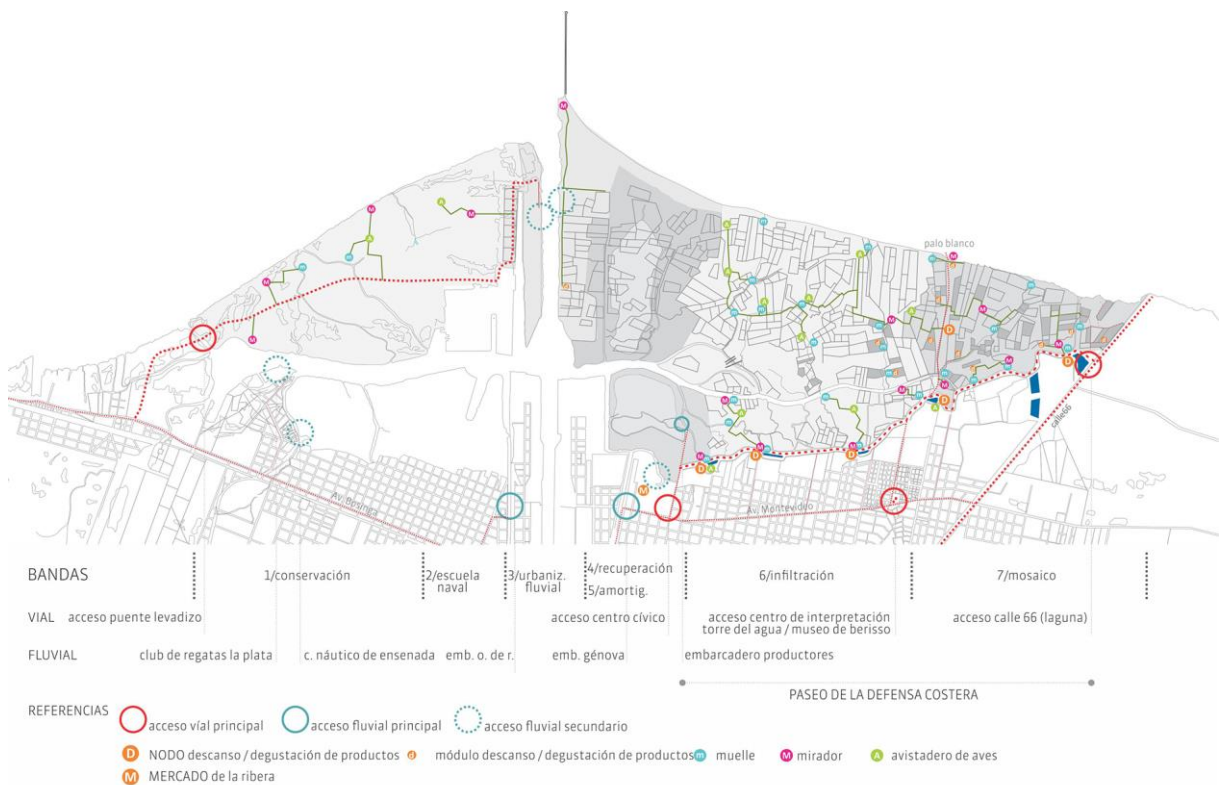 palo blanco
calle66
Av. Bosinga
Av. Montevideo
BANDAS
1/conservación
2/escuela
naval
3/urbaniz.
fluvial
4/recuperación
5/amortig.
6/infiltración
7/mosaico
VIAL
acceso puente levadizo
acceso centro cívico
acceso centro de interpretación
torre del agua / museo de berisso
acceso calle 66 (laguna)
FLUVIAL
club de regatas la plata
c. náutico de ensenada
emb. o. de r.
emb. génova
embarcadero productores
PASEO DE LA DEFENSA COSTERA
REFERENCIAS
acceso víal principal
acceso fluvial principal
acceso fluvial secundario
D NODO descanso / degustación de productos
d módulo descanso / degustación de productos
m muelle
M mirador
A avistadero de aves
M MERCADO de la ribera